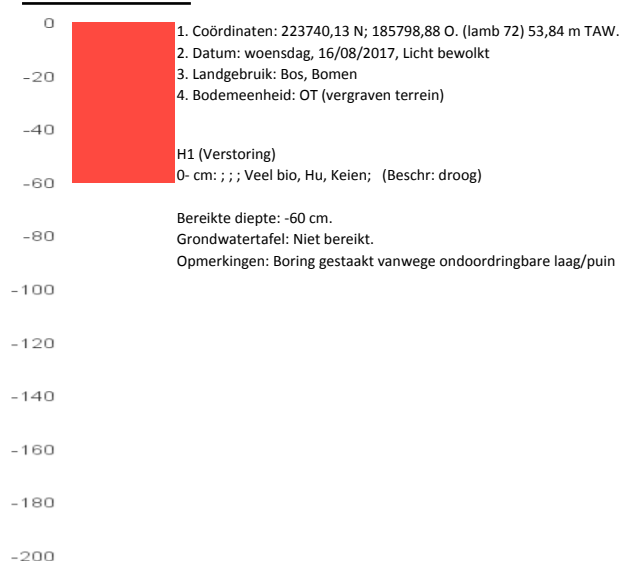 0
-20
-40
-60
-80
-100
-120
-140
-160
-180
-200
1. Coördinaten: 223740,13 N; 185798,88 O. (lamb 72) 53,84 m TAW.
2. Datum: woensdag, 16/08/2017, Licht bewolkt
3. Landgebruik: Bos, Bomen
4. Bodemeenheid: OT (vergraven terrein)
H1 (Verstoring)
0- cm: ; ; ; Veel bio, Hu, Keien; (Beschr: droog)
Bereikte diepte: -60 cm.
Grondwatertafel: Niet bereikt.
Opmerkingen: Boring gestaakt vanwege ondoordringbare laag/puin